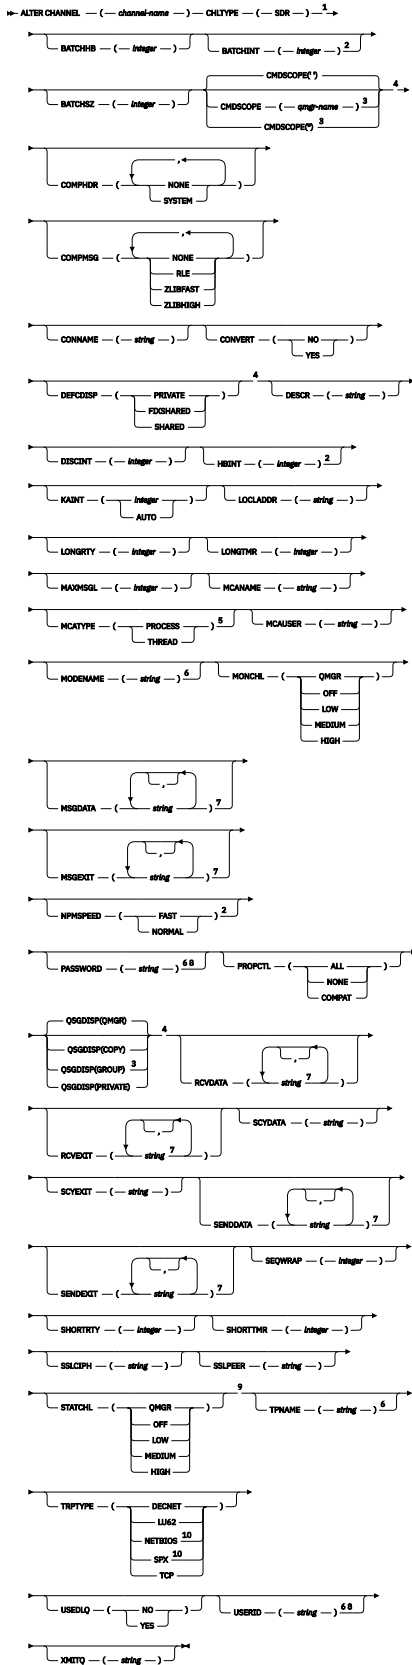 ALTER CHANNEL ( channel-name ) CHLTYPE ( SDR ) 1
BATCHHB ( integer ) BATCHINT ( integer ) 2
BATCHSZ ( integer ) CMDSCOPE(' ') 4
CMDSCOPE ( qmgr-name ) 3
CMDSCOPE(*) 3
,
COMPHDR ( NONE )
SYSTEM
,
COMPMSG ( NONE )
RLE
ZLIBFAST
ZLIBHIGH
CONNAME ( string ) CONVERT ( NO )
YES
DEFCDISP ( PRIVATE ) 4 DESCR ( string )
FIXSHARED
SHARED
DISCINT ( integer ) HBINT ( integer ) 2
KAINT ( integer ) LOCLADDR ( string )
AUTO
LONGRTY ( integer ) LONGTMR ( integer )
MAXMSGL ( integer ) MCANAME ( string )
MCATYPE ( PROCESS ) 5 MCAUSER ( string )
THREAD
MODENAME ( string ) 6 MONCHL ( QMGR )
OFF
LOW
MEDIUM
HIGH
,
MSGDATA ( string ) 7
,
MSGEXIT ( string ) 7
NPMSPEED ( FAST ) 2
NORMAL
PASSWORD ( string ) 6 8 PROPCTL ( ALL )
NONE
COMPAT
QSGDISP(QMGR) 4
QSGDISP(COPY) ,
QSGDISP(GROUP) 3
QSGDISP(PRIVATE) RCVDATA ( string 7 )
,
RCVEXIT ( string 7 ) SCYDATA ( string )
SCYEXIT ( string ) ,
SENDDATA ( string ) 7
,
SENDEXIT ( string ) 7 SEQWRAP ( integer )
SHORTRTY ( integer ) SHORTTMR ( integer )
SSLCIPH ( string ) SSLPEER ( string )
STATCHL ( QMGR ) 9 TPNAME ( string ) 6
OFF
LOW
MEDIUM
HIGH
TRPTYPE ( DECNET )
LU62
NETBIOS 10
SPX 10
TCP
USEDLQ ( NO ) USERID ( string ) 6 8
YES
XMITQ ( string )